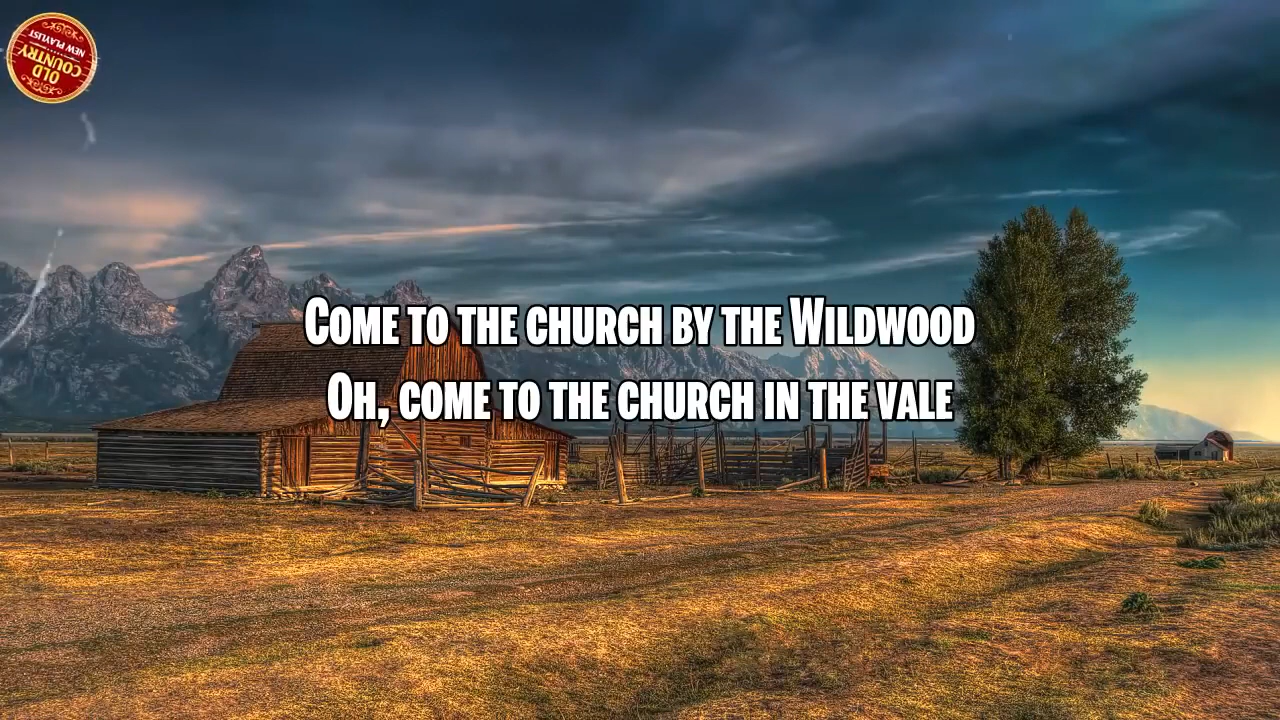 OLD
COUNTRY
NEW PLAYLIST
Come to the church by the Wildwood
Oh, come to the church in the vale